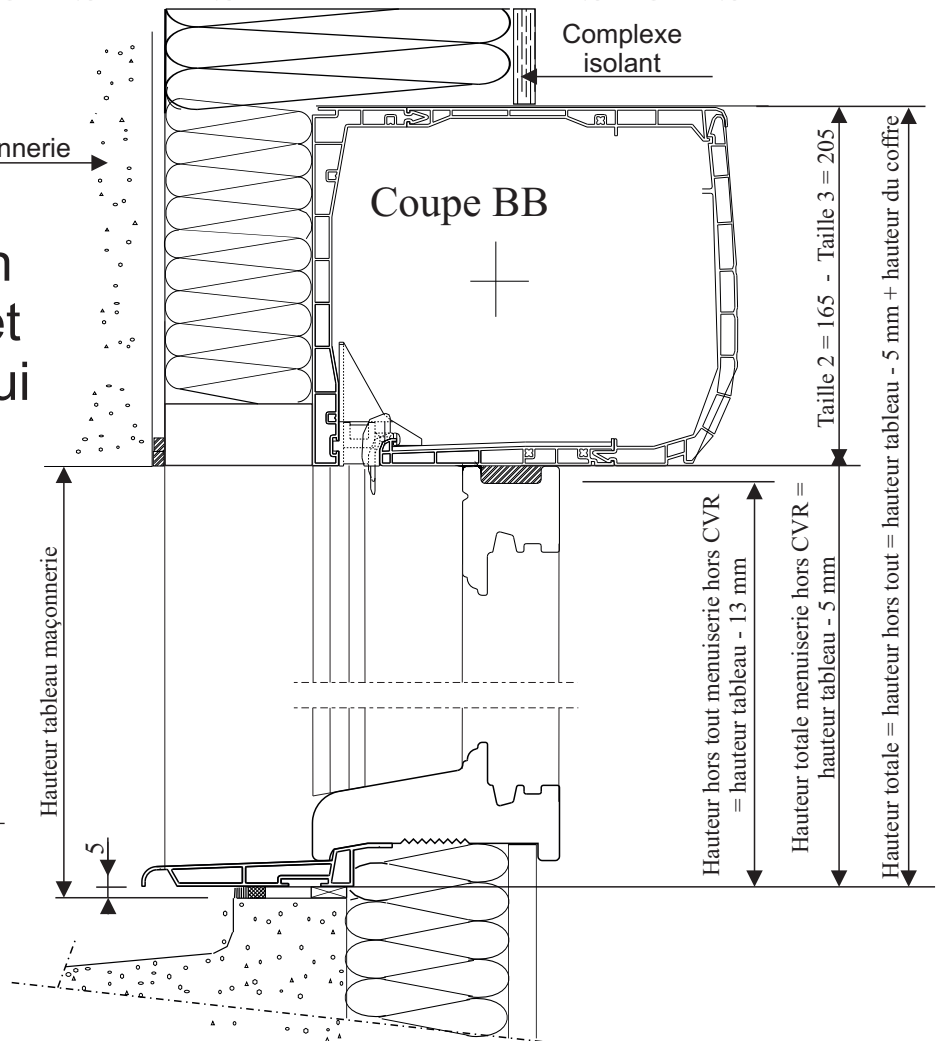 Complexe
isolant
nnerie
Coupe BB
n
et
ui
Taille 2 = 165 - Taille 3 = 205
Hauteur totale = hauteur hors tout = hauteur tableau - 5 mm + hauteur du coffre
Hauteur tableau maçonnerie
Hauteur hors tout menuiserie hors CVR
= hauteur tableau - 13 mm
Hauteur totale menuiserie hors CVR =
hauteur tableau - 5 mm
5